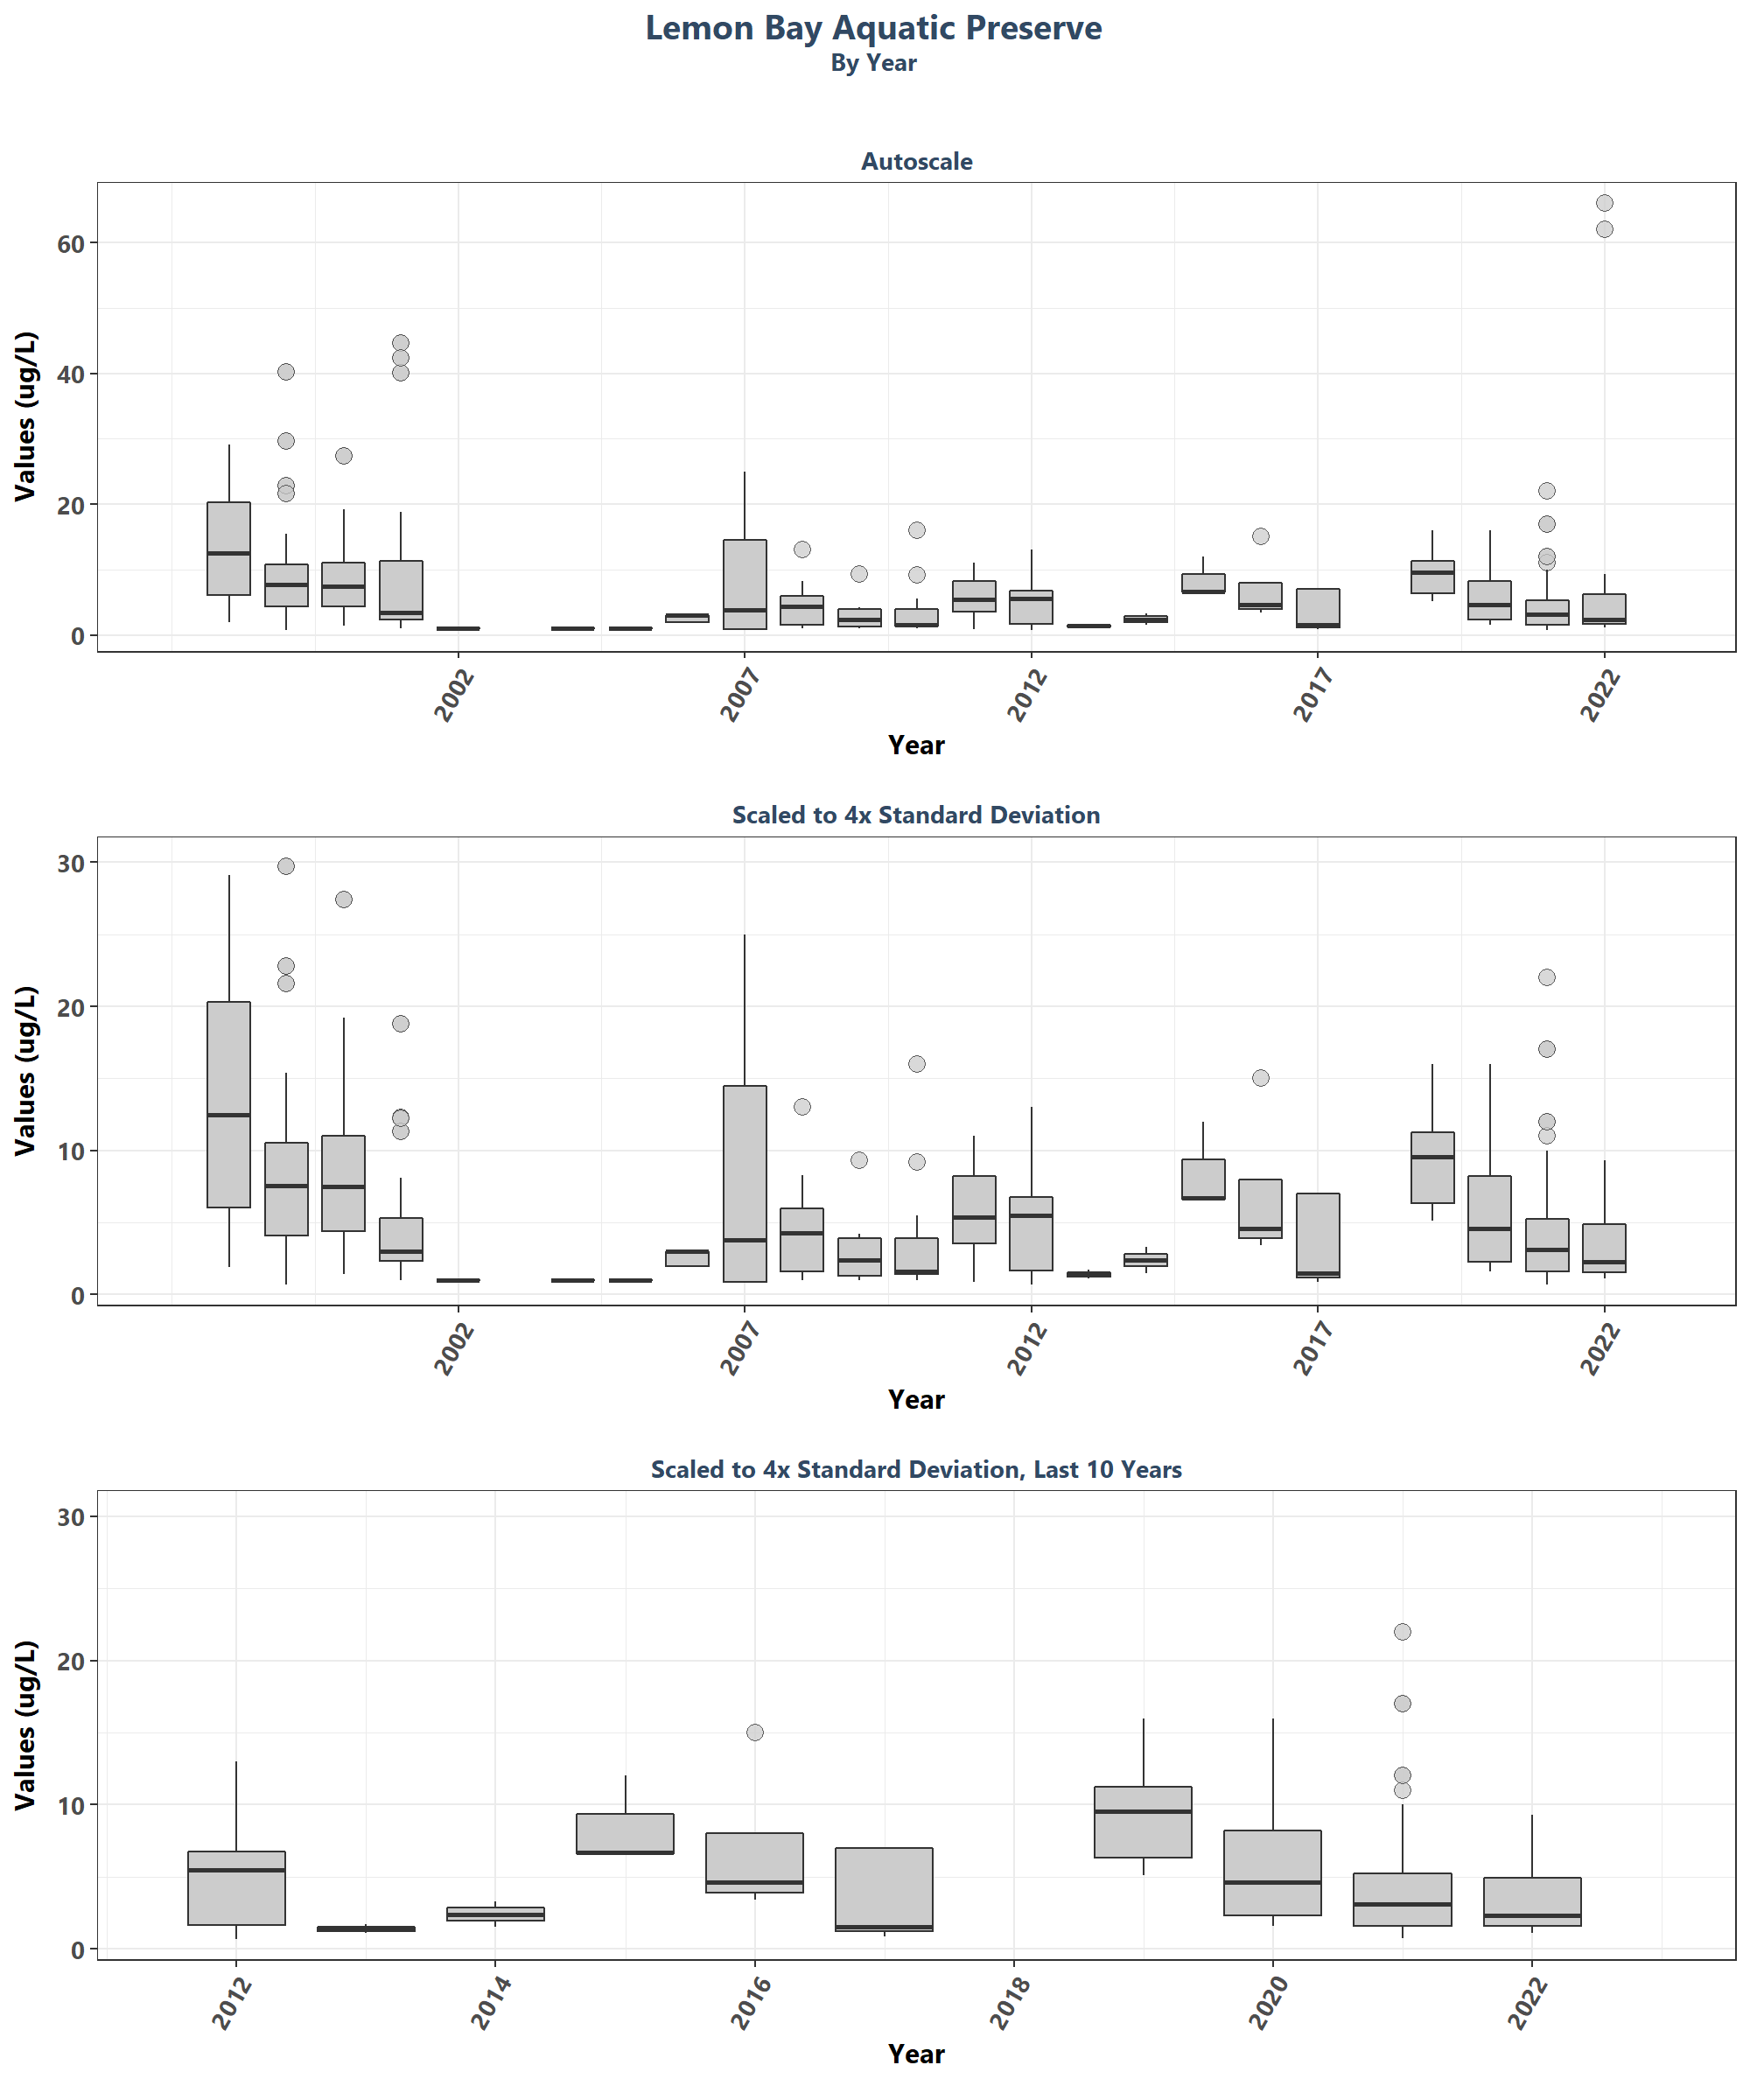 Lemon Bay Aquatic Preserve
By Year
Autoscale
Values (ug/L)
60
40
20
0
2002
2007
2012
2017
2022
Year
Scaled to 4x Standard Deviation
Values (ug/L)
30
20
10
0
2002
2007
2012
2017
2022
Year
Scaled to 4x Standard Deviation, Last 10 Years
Values (ug/L)
30
20
10
0
2012
2014
2016
2018
2020
2022
Year